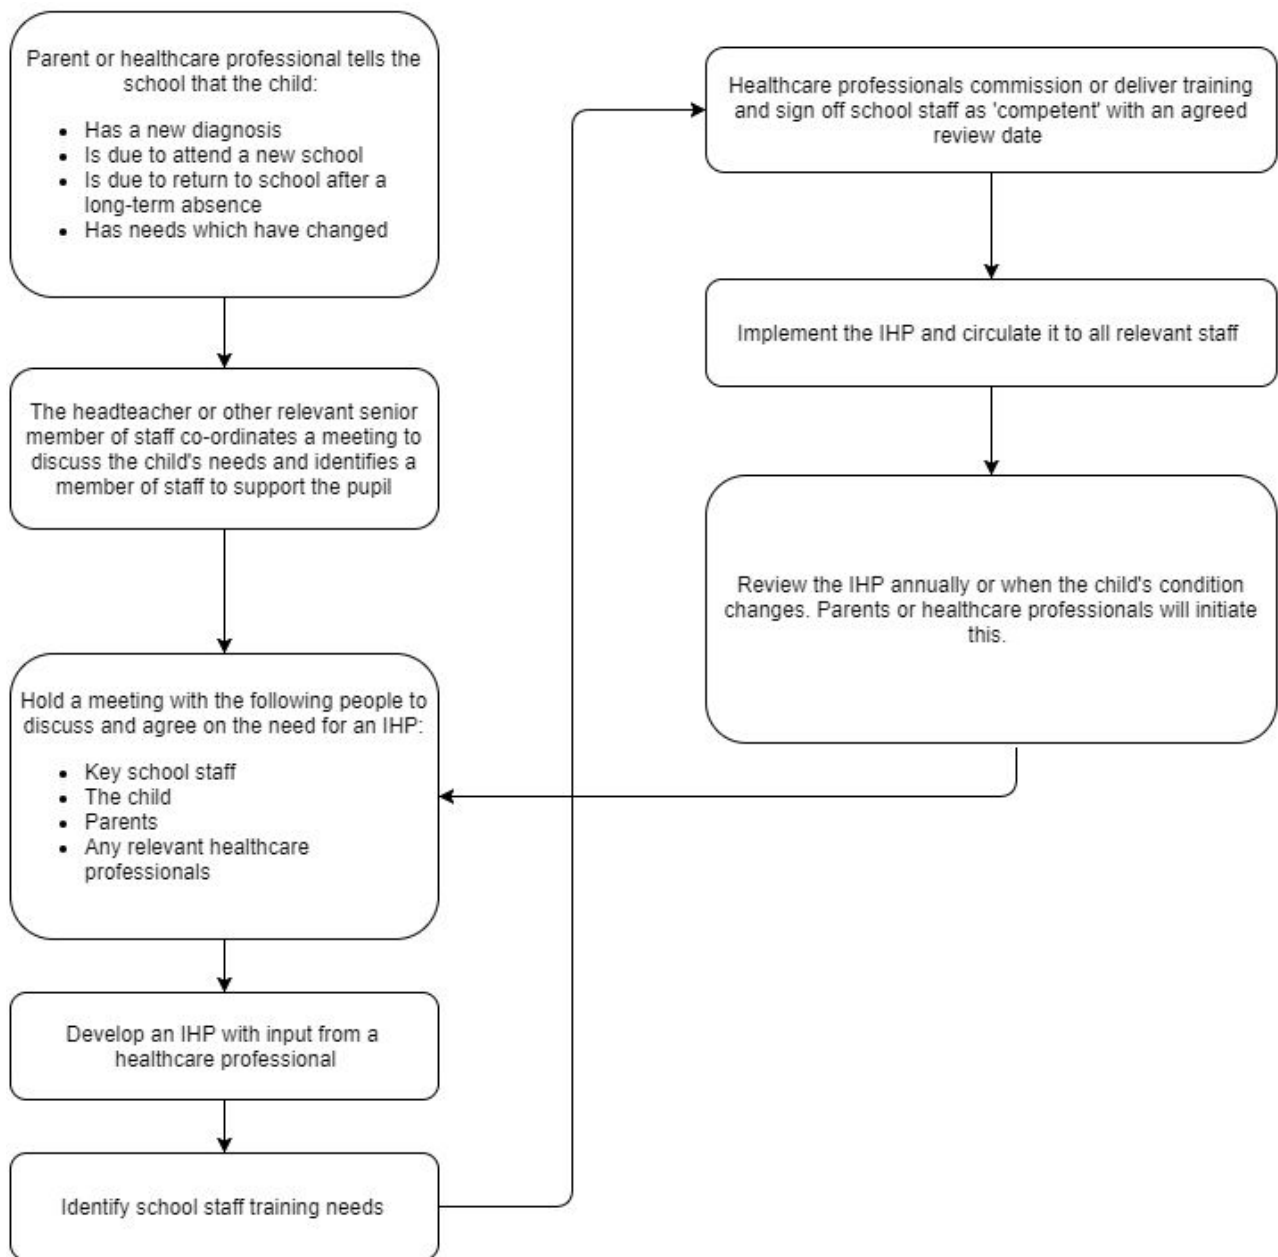 Parent or healthcare professional tells the
school that the child:
• Has a new diagnosis
• Is due to attend a new school
• Is due to return to school after a
long-term absence
• Has needs which have changed
The headteacher or other relevant senior
member of staff co-ordinates a meeting to
discuss the child's needs and identifies a
member of staff to support the pupil
Hold a meeting with the following people to
discuss and agree on the need for an IHP:
• Key school staff
• The child
• Parents
• Any relevant healthcare
professionals
Develop an IHP with input from a
healthcare professional
Identify school staff training needs
Healthcare professionals commission or deliver training
and sign off school staff as 'competent' with an agreed
review date
Implement the IHP and circulate it to all relevant staff
Review the IHP annually or when the child's condition
changes. Parents or healthcare professionals will initiate
this.